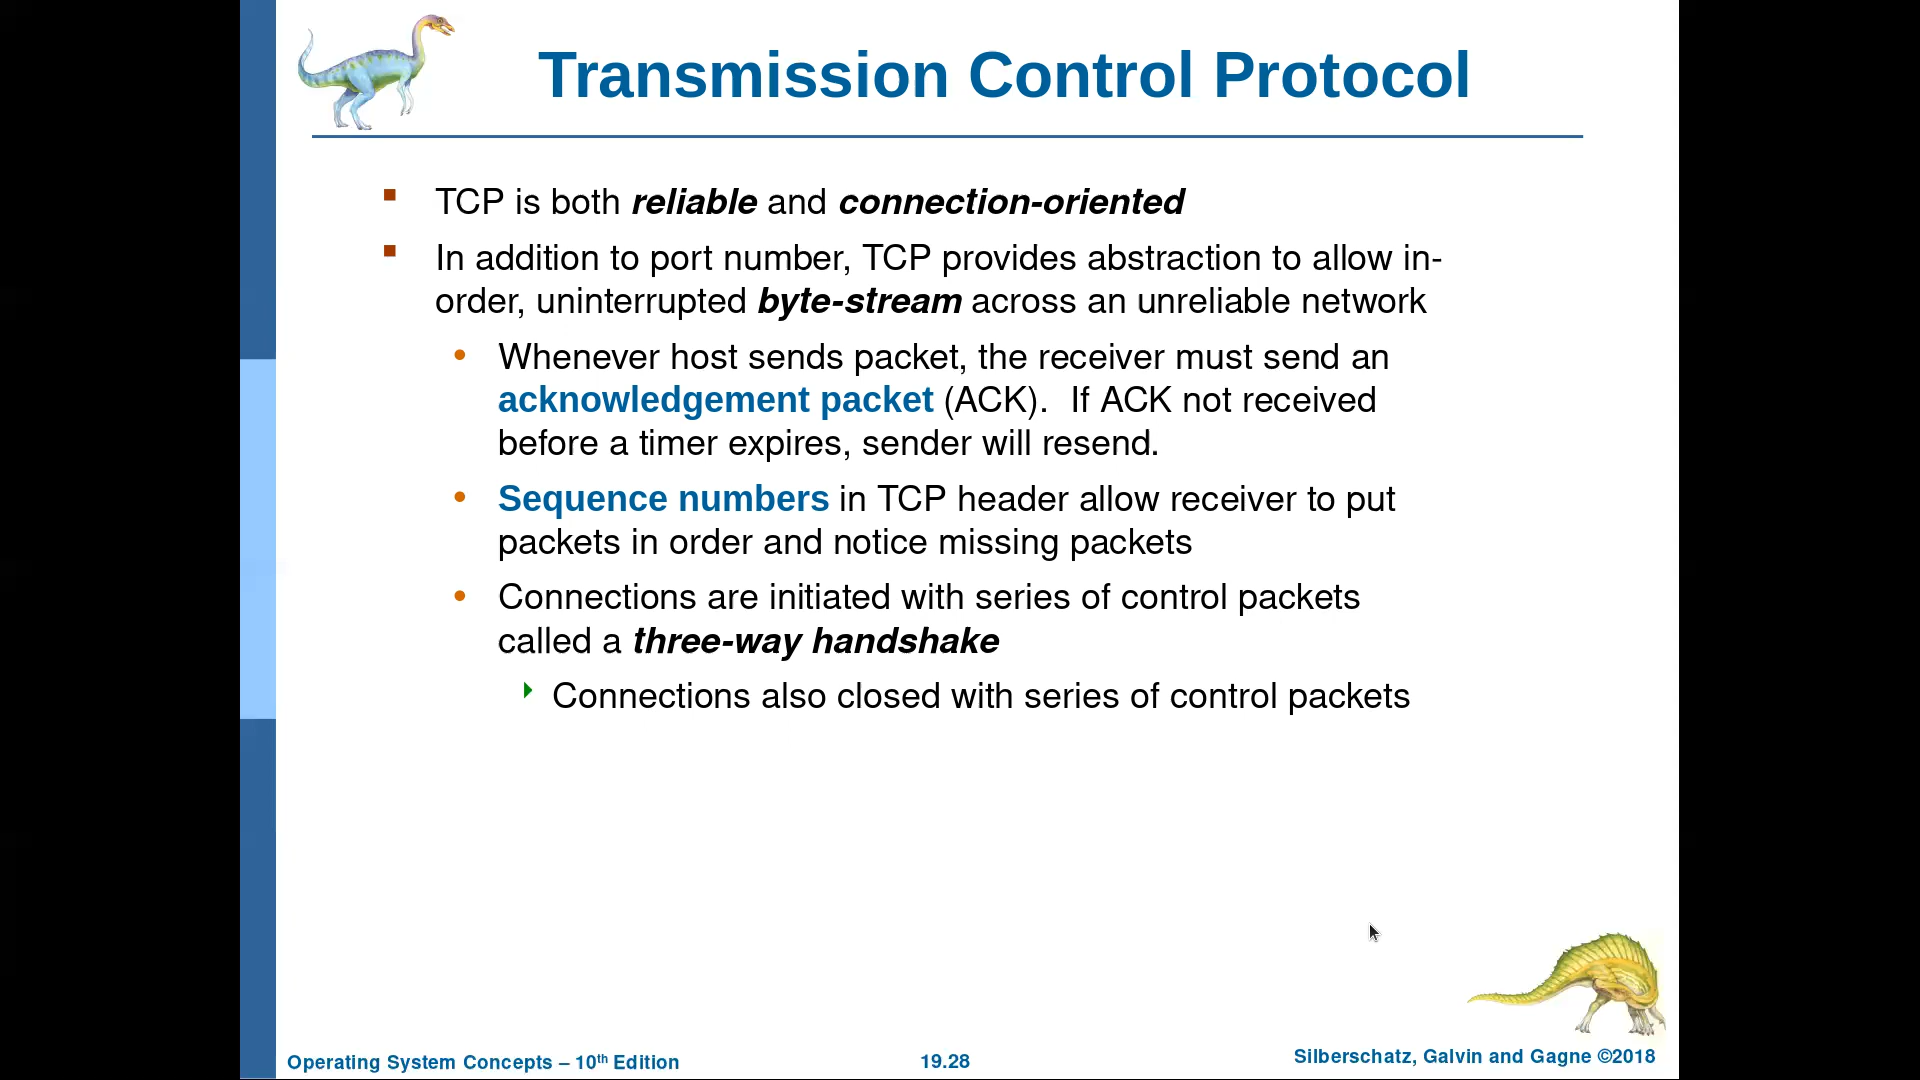 Transmission Control Protocol
TCP is both reliable and connection-oriented
In addition to port number, TCP provides abstraction to allow in-
order, uninterrupted byte-stream across an unreliable network
Whenever host sends packet, the receiver must send an
acknowledgement packet (ACK).  If ACK not received
before a timer expires, sender will resend.
Sequence numbers in TCP header allow receiver to put
packets in order and notice missing packets
Connections are initiated with series of control packets
called a three-way handshake
Connections also closed with series of control packets
Operating System Concepts – 10th Edition
19.28
Silberschatz, Galvin and Gagne ©2018